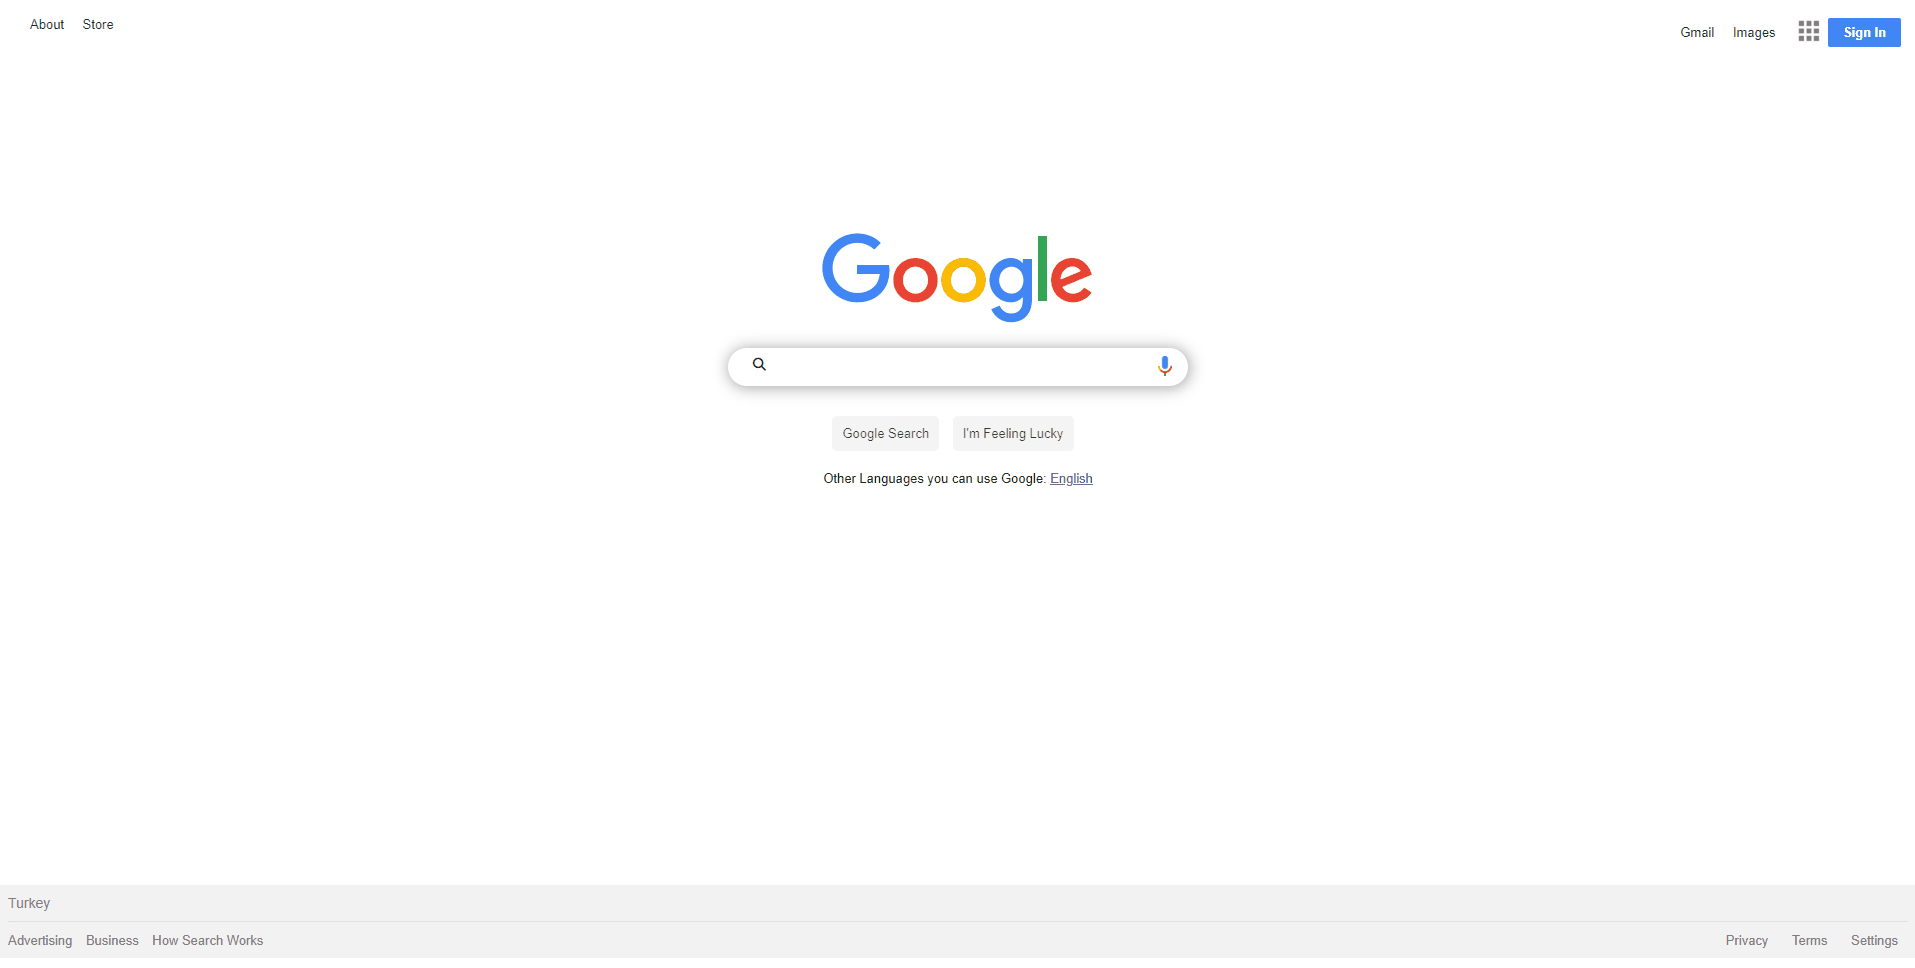 About Store
Gmail Images Sign In
Google
Google Search I'm Feeling Lucky
Other Languages you can use Google: English
Turkey
Advertising Business How Search Works
Privacy Terms Settings